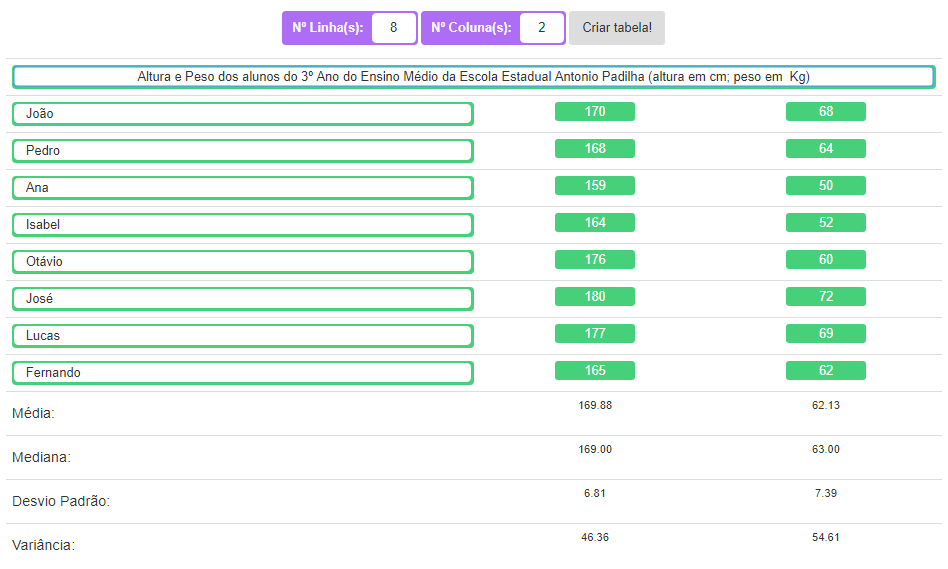 Nº Linha(s): 8 Nº Coluna(s): 2 Criar tabela!
Altura e Peso dos alunos do 3º Ano do Ensino Médio da Escola Estadual Antonio Padilha (altura em cm; peso em  Kg)
João 170 68
Pedro 168 64
Ana 159 50
Isabel 164 52
Otávio 176 60
José 180 72
Lucas 177 69
Fernando 165 62
Média: 169.88 62.13
Mediana: 169.00 63.00
Desvio Padrão: 6.81 7.39
Variância: 46.36 54.61